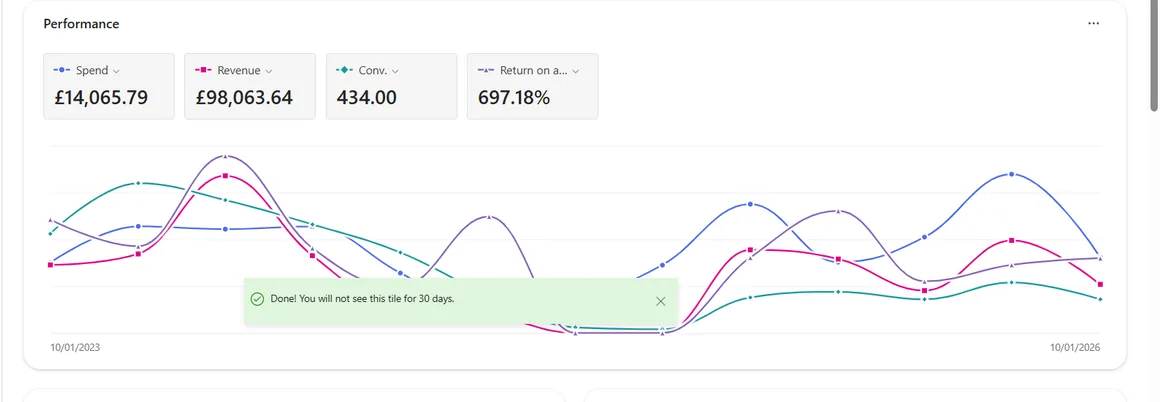 Performance
Spend
£14,065.79
Revenue
£98,063.64
Conv.
434.00
Return on a...
697.18%
Done! You will not see this tile for 30 days.
10/01/2023
10/01/2026